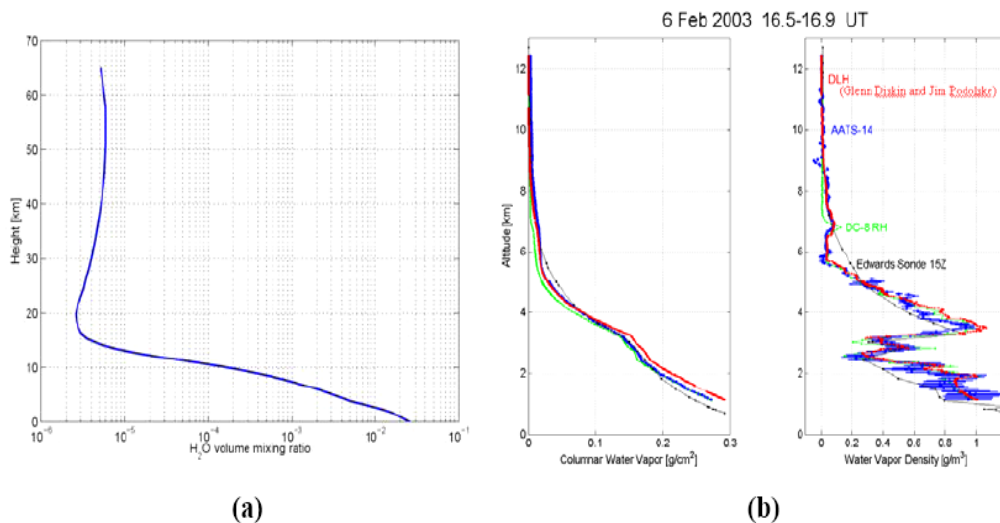 6 Feb 2003 16.5-16.9 UT
70
60
50
40
30
20
10
0
Height [km]
10⁻⁶
10⁻⁵
10⁻⁴
10⁻³
10⁻²
10⁻¹
H₂O volume mixing ratio
(a)
12
10
8
6
4
2
0
Altitude [km]
0
0.1
0.2
0.3
Columnar Water Vapor [g/cm²]
12
10
8
6
4
2
0
DLH
(Glenn Diskin and Jim Podolske)
AATS-14
DC-8 RH
Edwards Sonde 15Z
0
0.2
0.4
0.6
0.8
1
Water Vapor Density [g/m³]
(b)